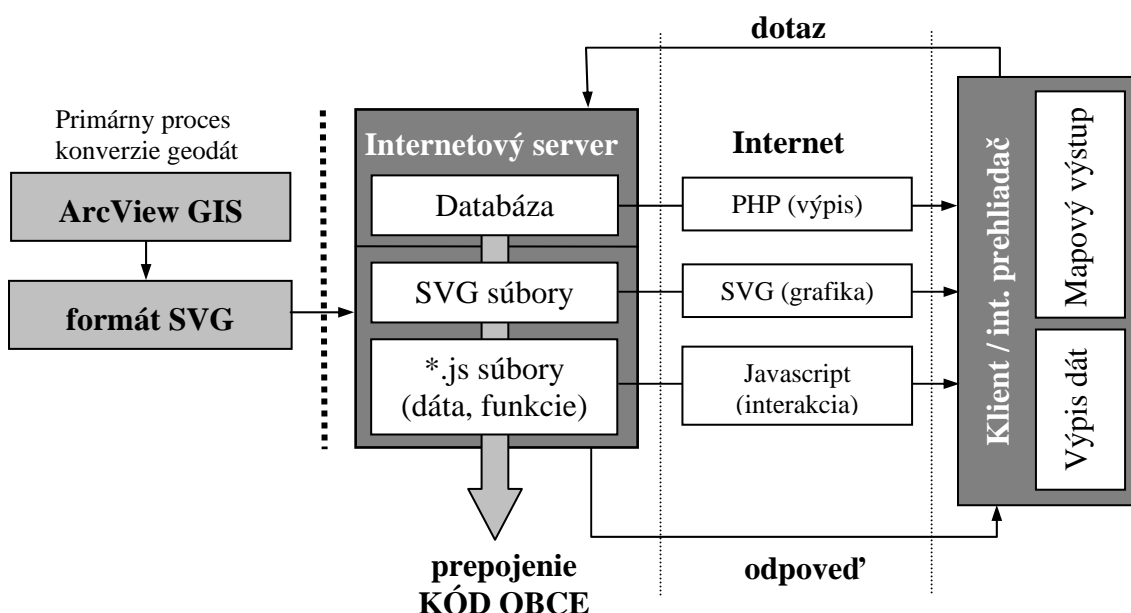 dotaz
Primárny proces
konverzie geodát
ArcView GIS
formát SVG
Internetový server
Databáza
SVG súbory
*.js súbory
(dáta, funkcie)
prepojenie
KÓD OBCE
Internet
PHP (výpis)
SVG (grafika)
Javascript
(interakcia)
odpoveď
Klient / int. prehliadač
Mapový výstup
Výpis dát